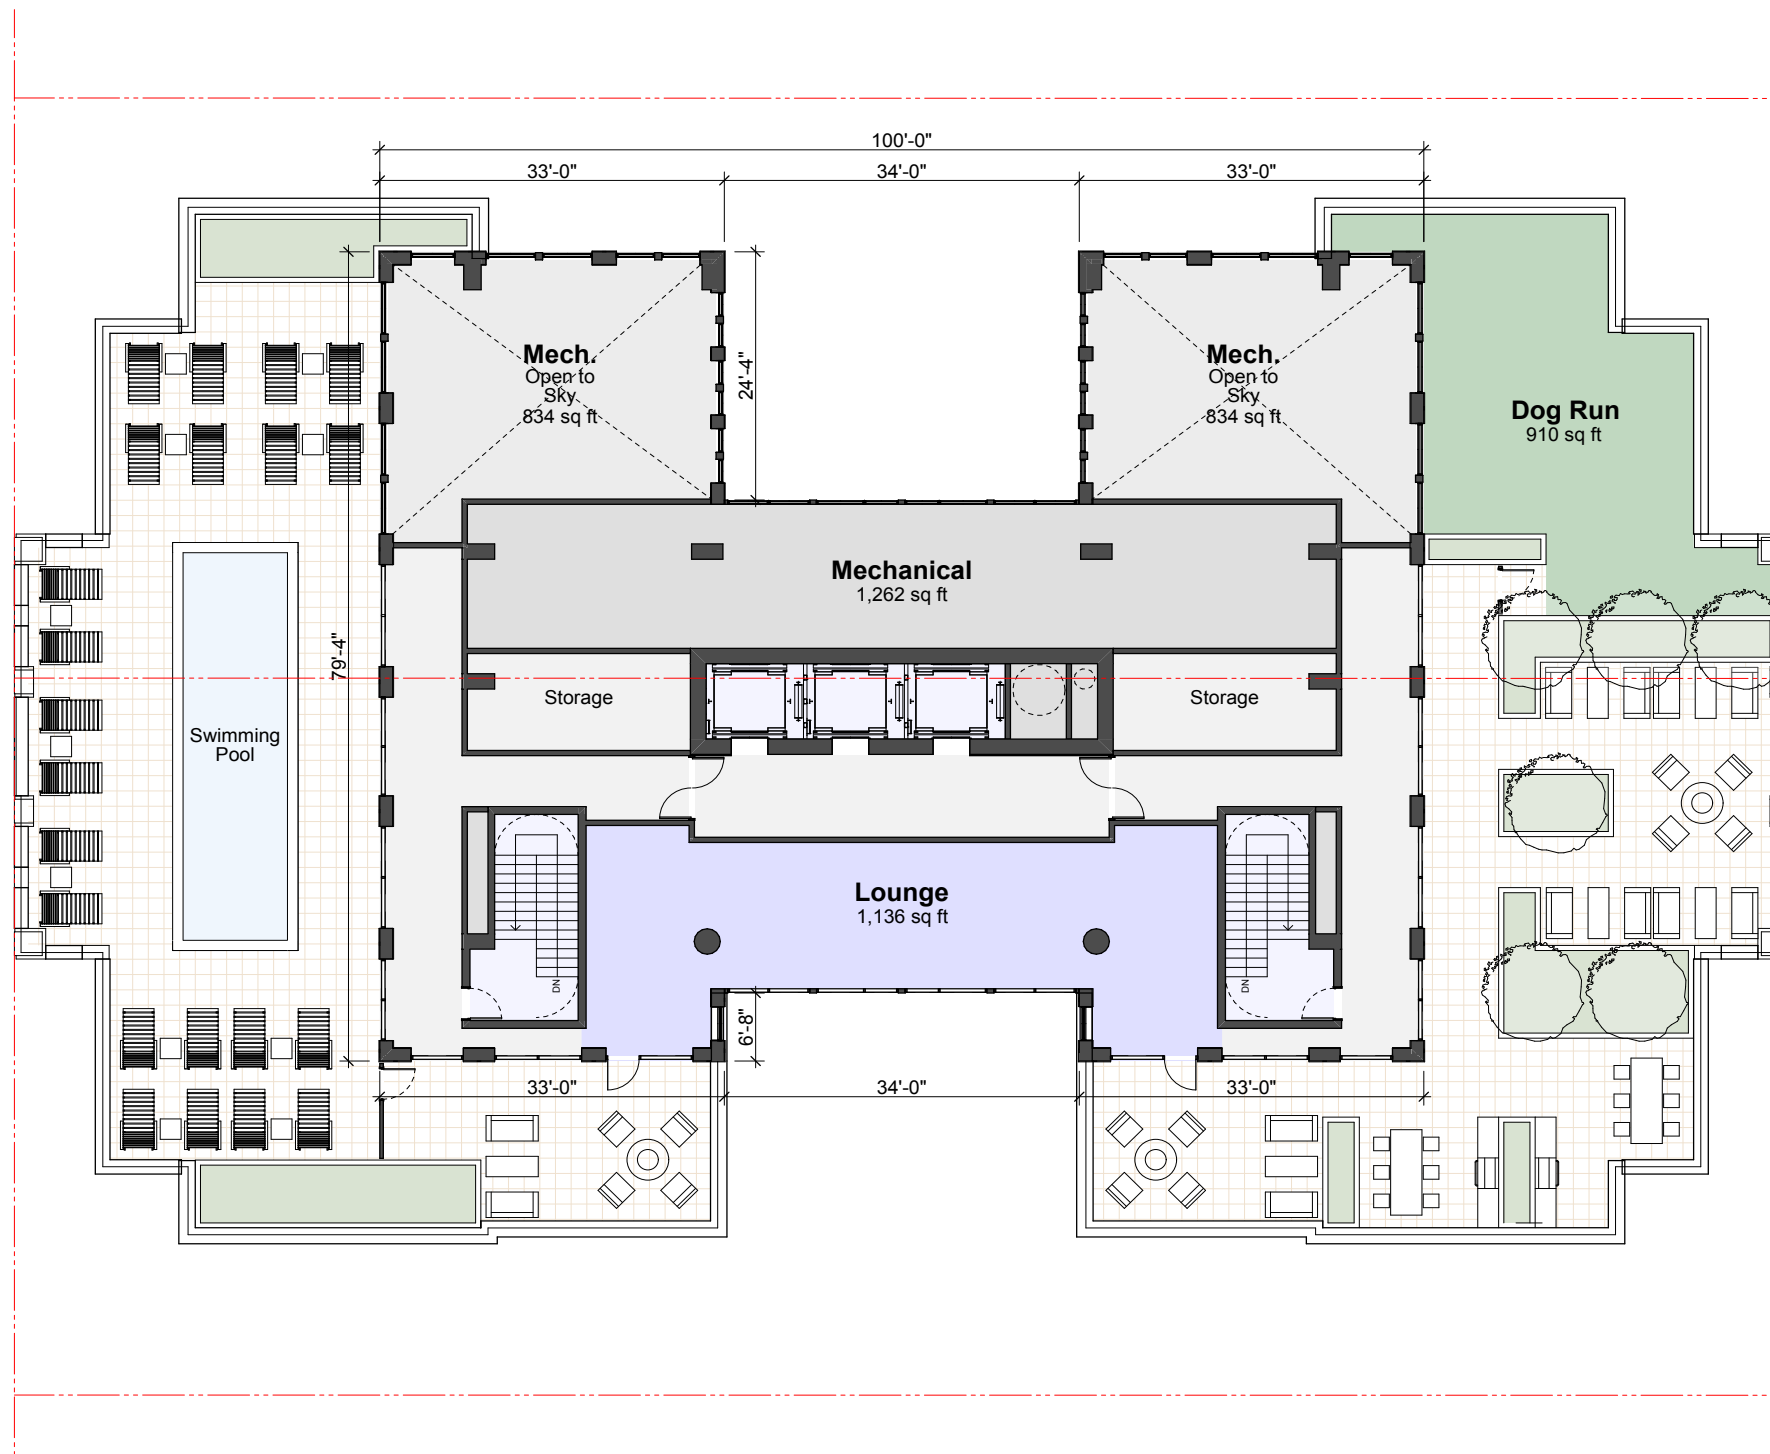 100'-0"
33'-0"
34'-0"
33'-0"
Mech.
Open to
Sky
834 sq ft
24'-4"
Mech.
Open to
Sky
834 sq ft
Dog Run
910 sq ft
Mechanical
1,262 sq ft
79'-4"
Storage
Storage
Swimming
Pool
Lounge
1,136 sq ft
DN
DN
6'-8"
33'-0"
34'-0"
33'-0"